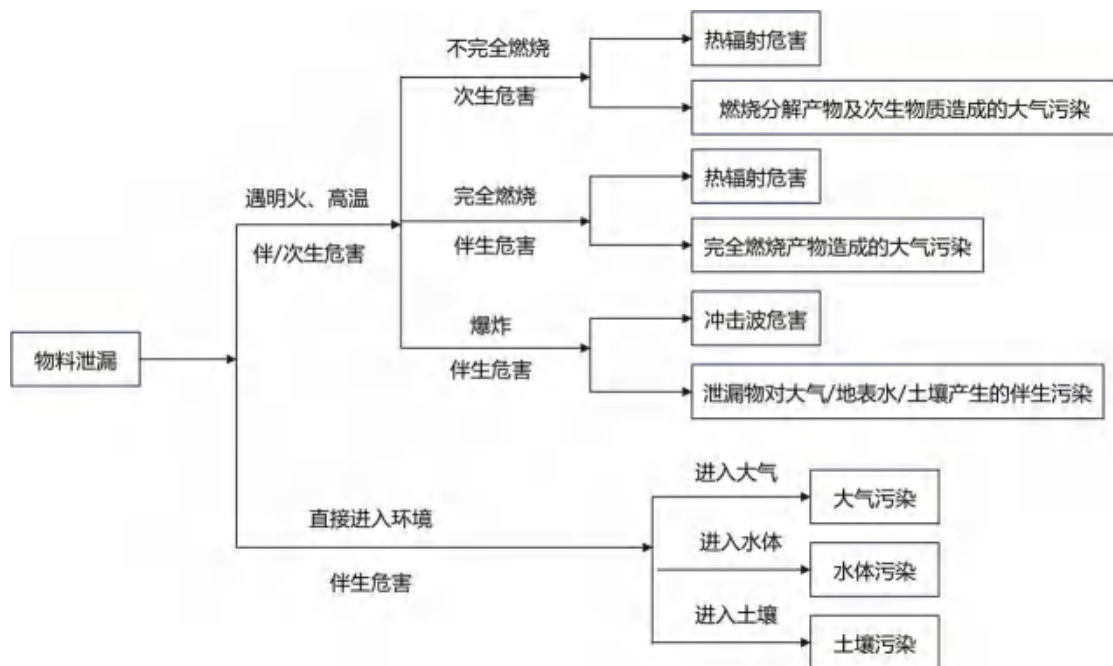 不完全燃烧
次生危害
热辐射危害
燃烧分解产物及次生物质造成的大气污染
遇明火、高温
伴/次生危害
完全燃烧
伴生危害
热辐射危害
完全燃烧产物造成的大气污染
爆炸
伴生危害
冲击波危害
泄漏物对大气/地表水/土壤产生的伴生污染
物料泄漏
直接进入环境
伴生危害
进入大气
大气污染
进入水体
水体污染
进入土壤
土壤污染